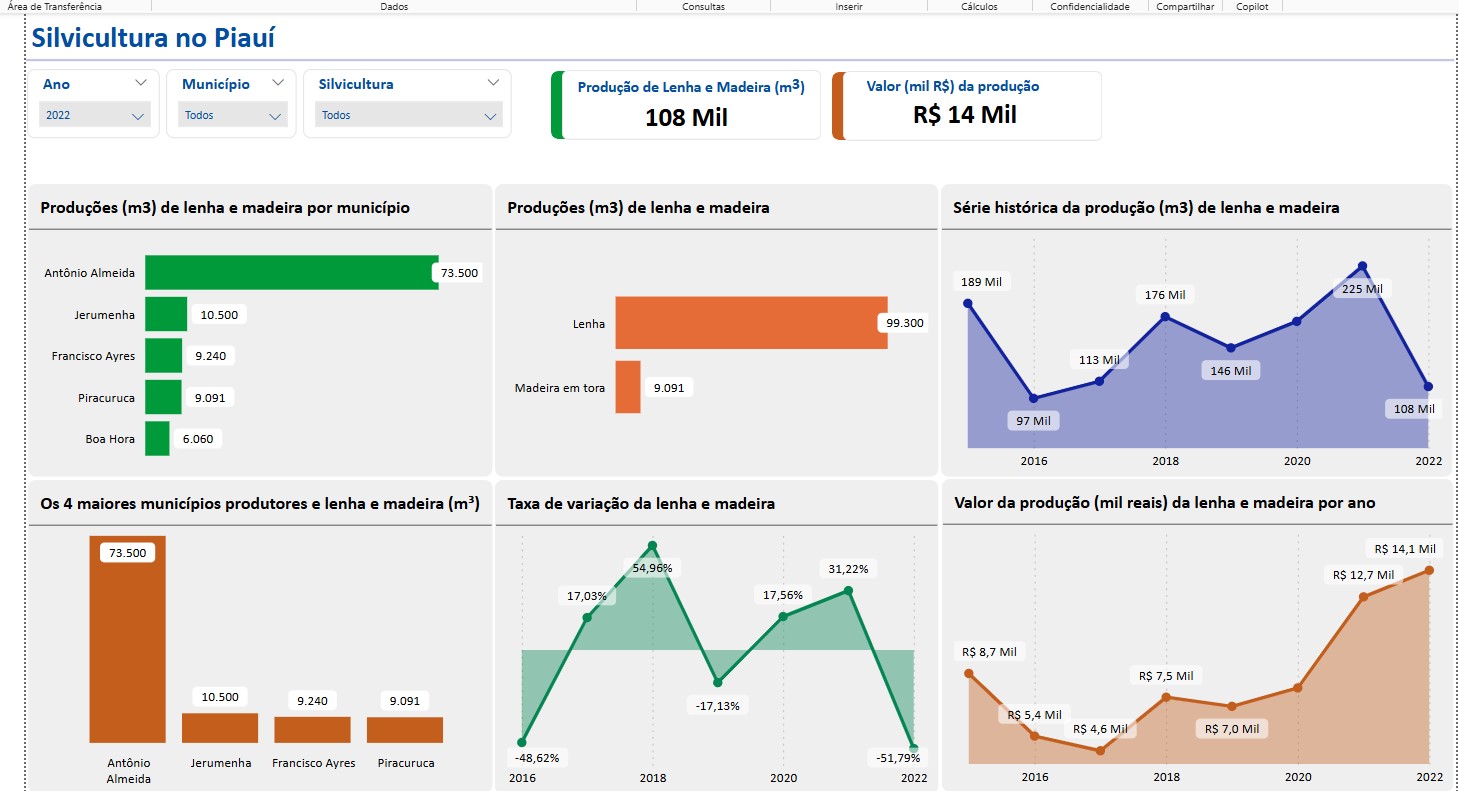 Área de Transferência Dados Consultas Inserir Cálculos Confidencialidade Compartilhar Copilot
Silvicultura no Piauí
Ano
2022
Município
Todos
Silvicultura
Todos
Produção de Lenha e Madeira (m³)
108 Mil
Valor (mil R$) da produção
R$ 14 Mil
Produções (m3) de lenha e madeira por município
Antônio Almeida 73.500
Jerumenha 10.500
Francisco Ayres 9.240
Piracuruca 9.091
Boa Hora 6.060
Produções (m3) de lenha e madeira
Lenha 99.300
Madeira em tora 9.091
Série histórica da produção (m3) de lenha e madeira
189 Mil
97 Mil
113 Mil
176 Mil
146 Mil
225 Mil
108 Mil
2016 2018 2020 2022
Os 4 maiores municípios produtores e lenha e madeira (m³)
73.500
10.500
9.240
9.091
Antônio
Almeida
Jerumenha
Francisco Ayres
Piracuruca
Taxa de variação da lenha e madeira
-48,62%
17,03%
54,96%
-17,13%
17,56%
31,22%
-51,79%
2016 2018 2020 2022
Valor da produção (mil reais) da lenha e madeira por ano
R$ 8,7 Mil
R$ 5,4 Mil
R$ 4,6 Mil
R$ 7,5 Mil
R$ 7,0 Mil
R$ 12,7 Mil
R$ 14,1 Mil
2016 2018 2020 2022